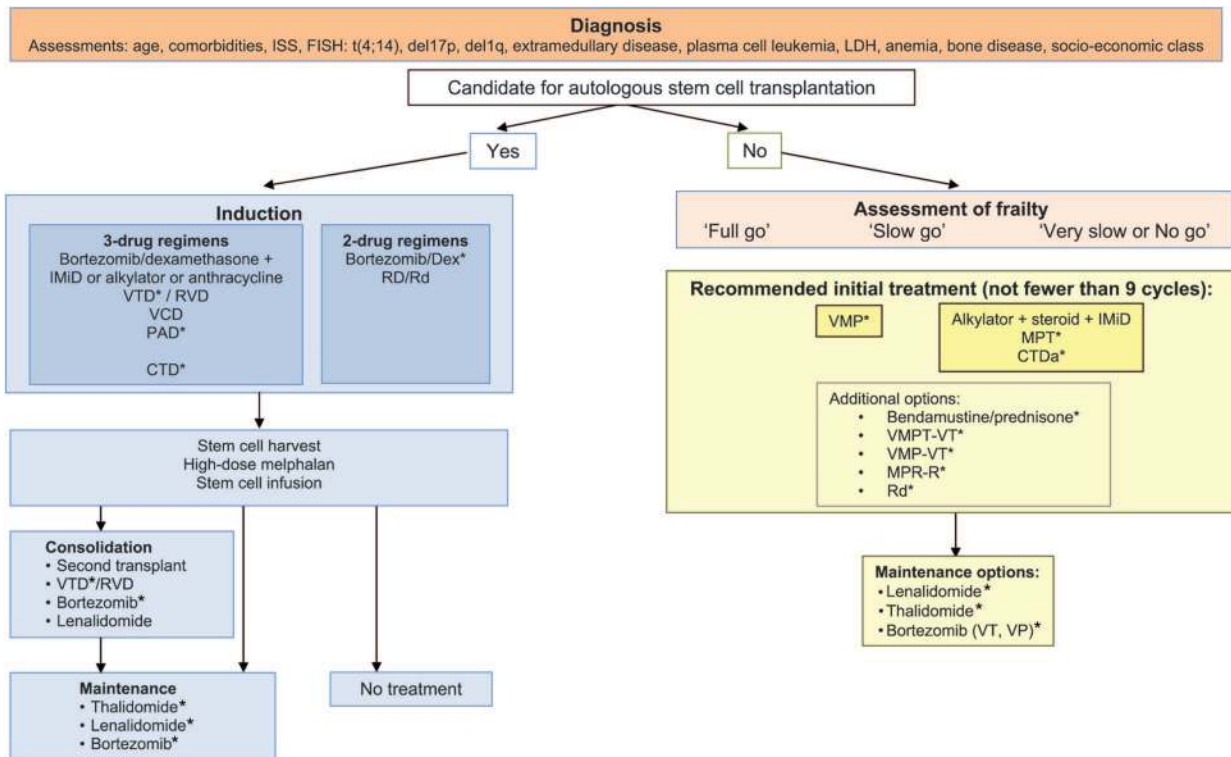 Diagnosis
Assessments: age, comorbidities, ISS, FISH: t(4;14), del17p, del1q, extramedullary disease, plasma cell leukemia, LDH, anemia, bone disease, socio-economic class
Candidate for autologous stem cell transplantation
Yes
No
Induction
3-drug regimens
Bortezomib/dexamethasone +
IMiD or alkylator or anthracycline
VTD* / RVD
VCD
PAD*
CTD*
2-drug regimens
Bortezomib/Dex*
RD/Rd
Stem cell harvest
High-dose melphalan
Stem cell infusion
Consolidation
• Second transplant
• VTD*/RVD
• Bortezomib*
• Lenalidomide
Maintenance
• Thalidomide*
• Lenalidomide*
• Bortezomib*
No treatment
Assessment of frailty
‘Full go’ ‘Slow go’ ‘Very slow or No go’
Recommended initial treatment (not fewer than 9 cycles):
VMP*
Alkylator + steroid + IMiD
MPT*
CTDa*
Additional options:
• Bendamustine/prednisone*
• VMPT-VT*
• VMP-VT*
• MPR-R*
• Rd*
Maintenance options:
• Lenalidomide*
• Thalidomide*
• Bortezomib (VT, VP)*